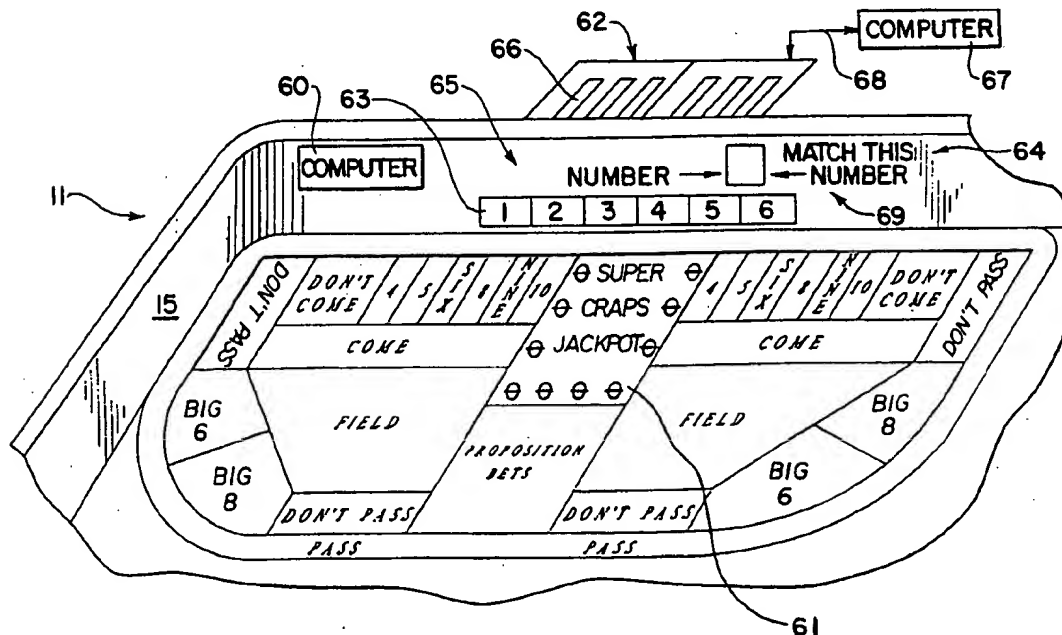 62
COMPUTER
66
68
67
63
65
60
COMPUTER
MATCH THIS
NUMBER NUMBER
64
11
69
1 2 3 4 5 6
15
DON'T PASS
DON'T COME
4 5 SIX 8 NINE 10
SUPER
CRAPS
JACKPOT
4 5 SIX 8 NINE 10
DON'T COME
DON'T PASS
COME
COME
BIG 6
FIELD
PROPOSITION
BETS
FIELD
BIG 8
BIG 8
BIG 6
DON'T PASS
DON'T PASS
PASS
PASS
61